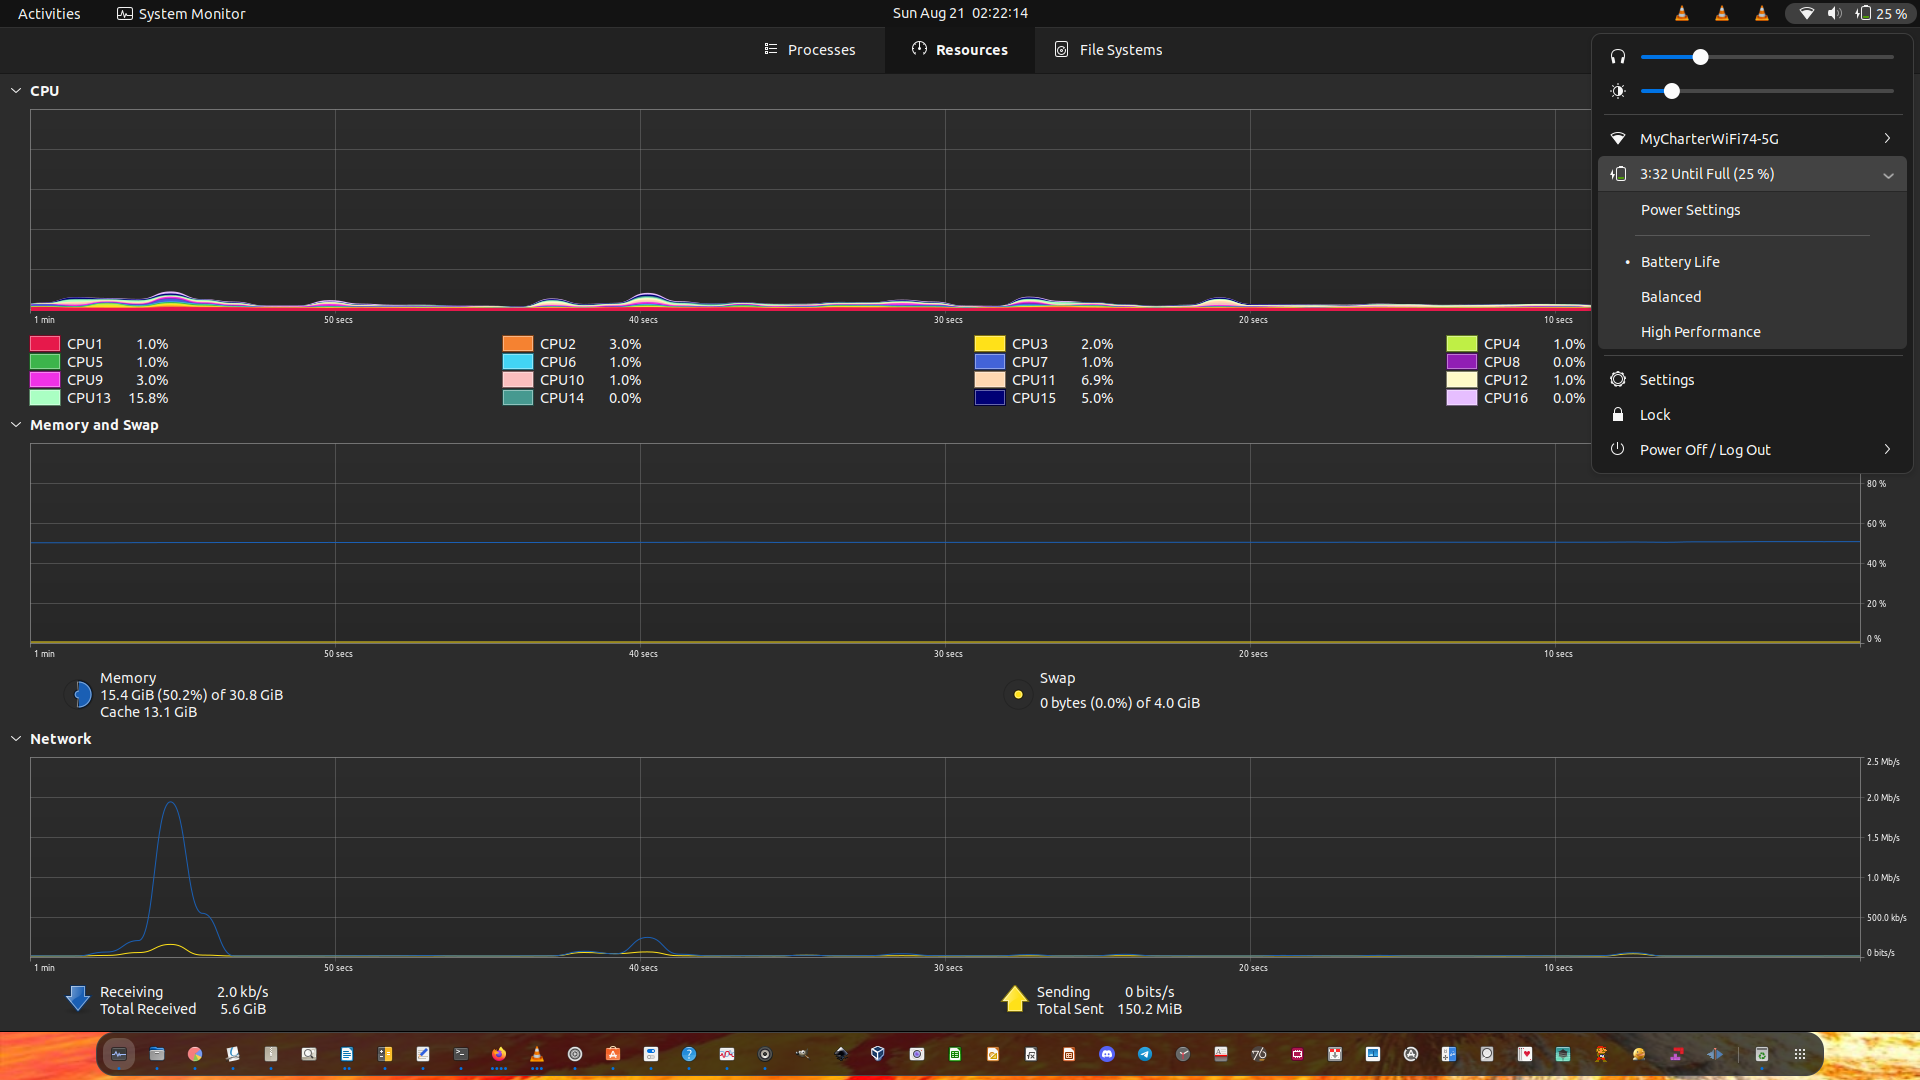 Activities
System Monitor
Sun Aug 21 02:22:14
25 %
Processes
Resources
File Systems
CPU
1 min
50 secs
40 secs
30 secs
20 secs
10 secs
CPU1 1.0%
CPU2 3.0%
CPU3 2.0%
CPU4 1.0%
CPU5 1.0%
CPU6 1.0%
CPU7 1.0%
CPU8 0.0%
CPU9 3.0%
CPU10 1.0%
CPU11 6.9%
CPU12 1.0%
CPU13 15.8%
CPU14 0.0%
CPU15 5.0%
CPU16 0.0%
MyCharterWiFi74-5G
3:32 Until Full (25 %)
Power Settings
Battery Life
Balanced
High Performance
Settings
Lock
Power Off / Log Out
Memory and Swap
80 %
60 %
40 %
20 %
0 %
1 min
50 secs
40 secs
30 secs
20 secs
10 secs
Memory
15.4 GiB (50.2%) of 30.8 GiB
Cache 13.1 GiB
Swap
0 bytes (0.0%) of 4.0 GiB
Network
2.5 Mb/s
2.0 Mb/s
1.5 Mb/s
1.0 Mb/s
500.0 kb/s
0 bits/s
1 min
50 secs
40 secs
30 secs
20 secs
10 secs
Receiving 2.0 kb/s
Total Received 5.6 GiB
Sending 0 bits/s
Total Sent 150.2 MiB
76